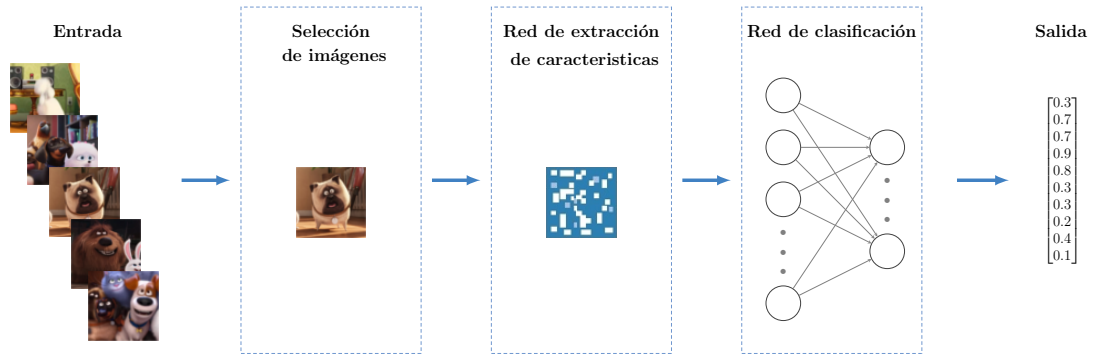 Entrada
Selección
de imágenes
Red de extracción
de caracteristicas
Red de clasificación
Salida
0.3
0.7
0.7
0.9
0.8
0.3
0.3
0.2
0.4
0.1